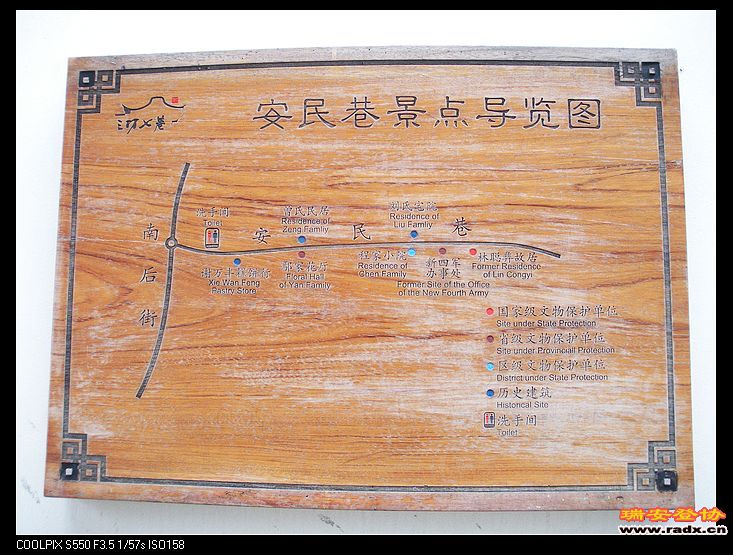 三坊七巷
安民巷景点导览图
南后街
安民巷
洗手间
Toilet
曾氏民居
Residence of
Zeng Family
刘氏宅院
Residence of
Liu Family
谢万丰糕饼店
Xie Wan Feng
Pastry Store
鄢家花厅
Floral Hall
of Yan Family
程家小院
Residence of
Chen Family
新四军
办事处
Former Site of the Office
of the New Fourth Army
林聪彝故居
Former Residence
of Lin Congyi
国家级文物保护单位
Site under State Protection
省级文物保护单位
Site under Provinciall Protection
区级文物保护单位
District under State Protection
历史建筑
Historical Site
洗手间
Toilet
瑞安登协
www.radx.cn
COOLPIX S550 F3.5 1/57s ISO158